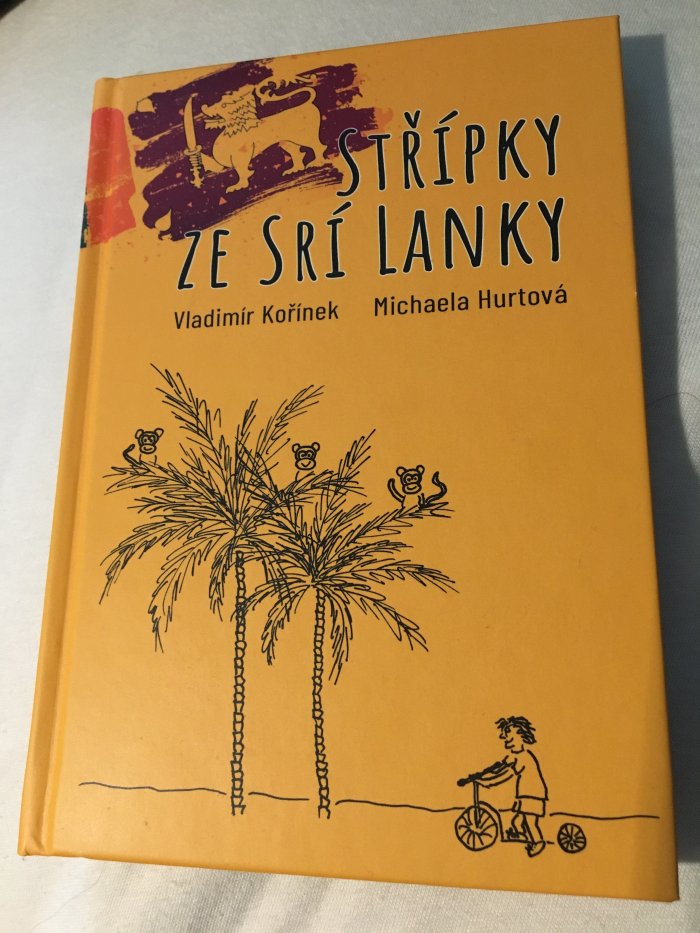 STŘÍPKY
ZE SRÍ LANKY
Vladimír Kořínek Michaela Hurtová